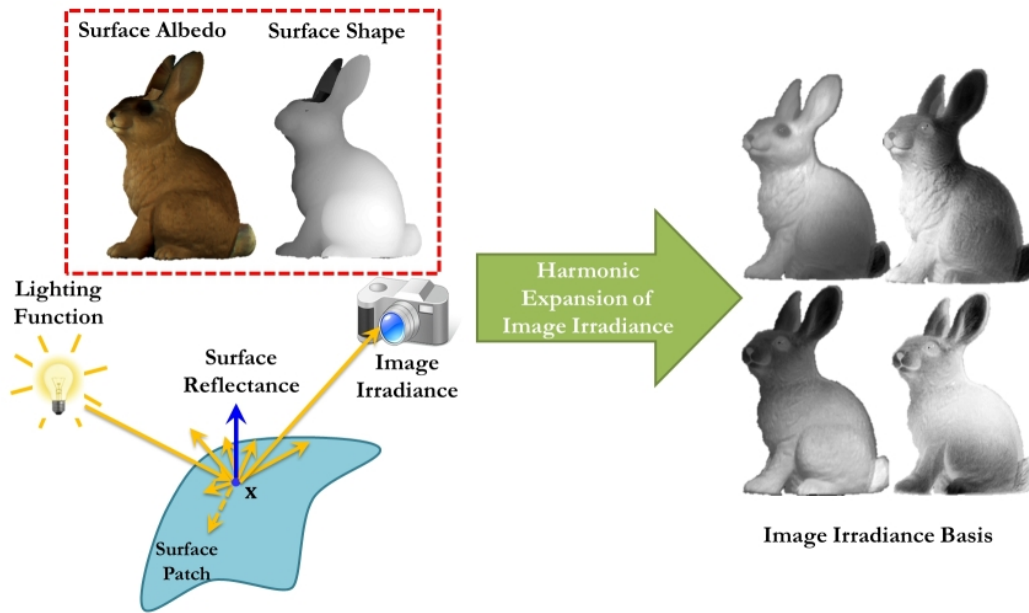 Surface Albedo
Surface Shape
Lighting
Function
Surface
Reflectance
Image
Irradiance
x
Surface
Patch
Harmonic
Expansion of
Image Irradiance
Image Irradiance Basis